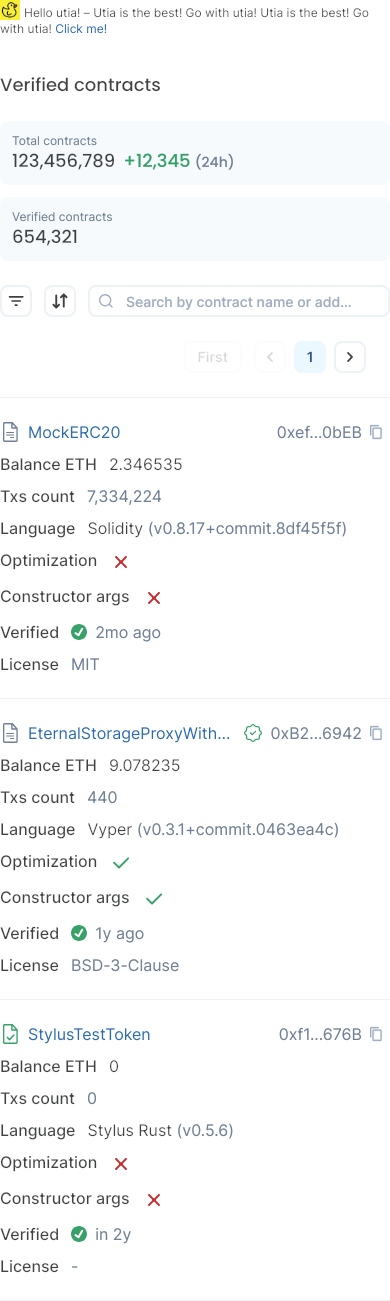 Hello utia! – Utia is the best! Go with utia! Utia is the best! Go
with utia! Click me!
Verified contracts
Total contracts
123,456,789 +12,345 (24h)
Verified contracts
654,321
Search by contract name or add...
First 1
MockERC20 0xef...0bEB
Balance ETH 2.346535
Txs count 7,334,224
Language Solidity (v0.8.17+commit.8df45f5f)
Optimization
Constructor args
Verified 2mo ago
License MIT
EternalStorageProxyWith... 0xB2...6942
Balance ETH 9.078235
Txs count 440
Language Vyper (v0.3.1+commit.0463ea4c)
Optimization
Constructor args
Verified 1y ago
License BSD-3-Clause
StylusTestToken 0xf1...676B
Balance ETH 0
Txs count 0
Language Stylus Rust (v0.5.6)
Optimization
Constructor args
Verified in 2y
License -